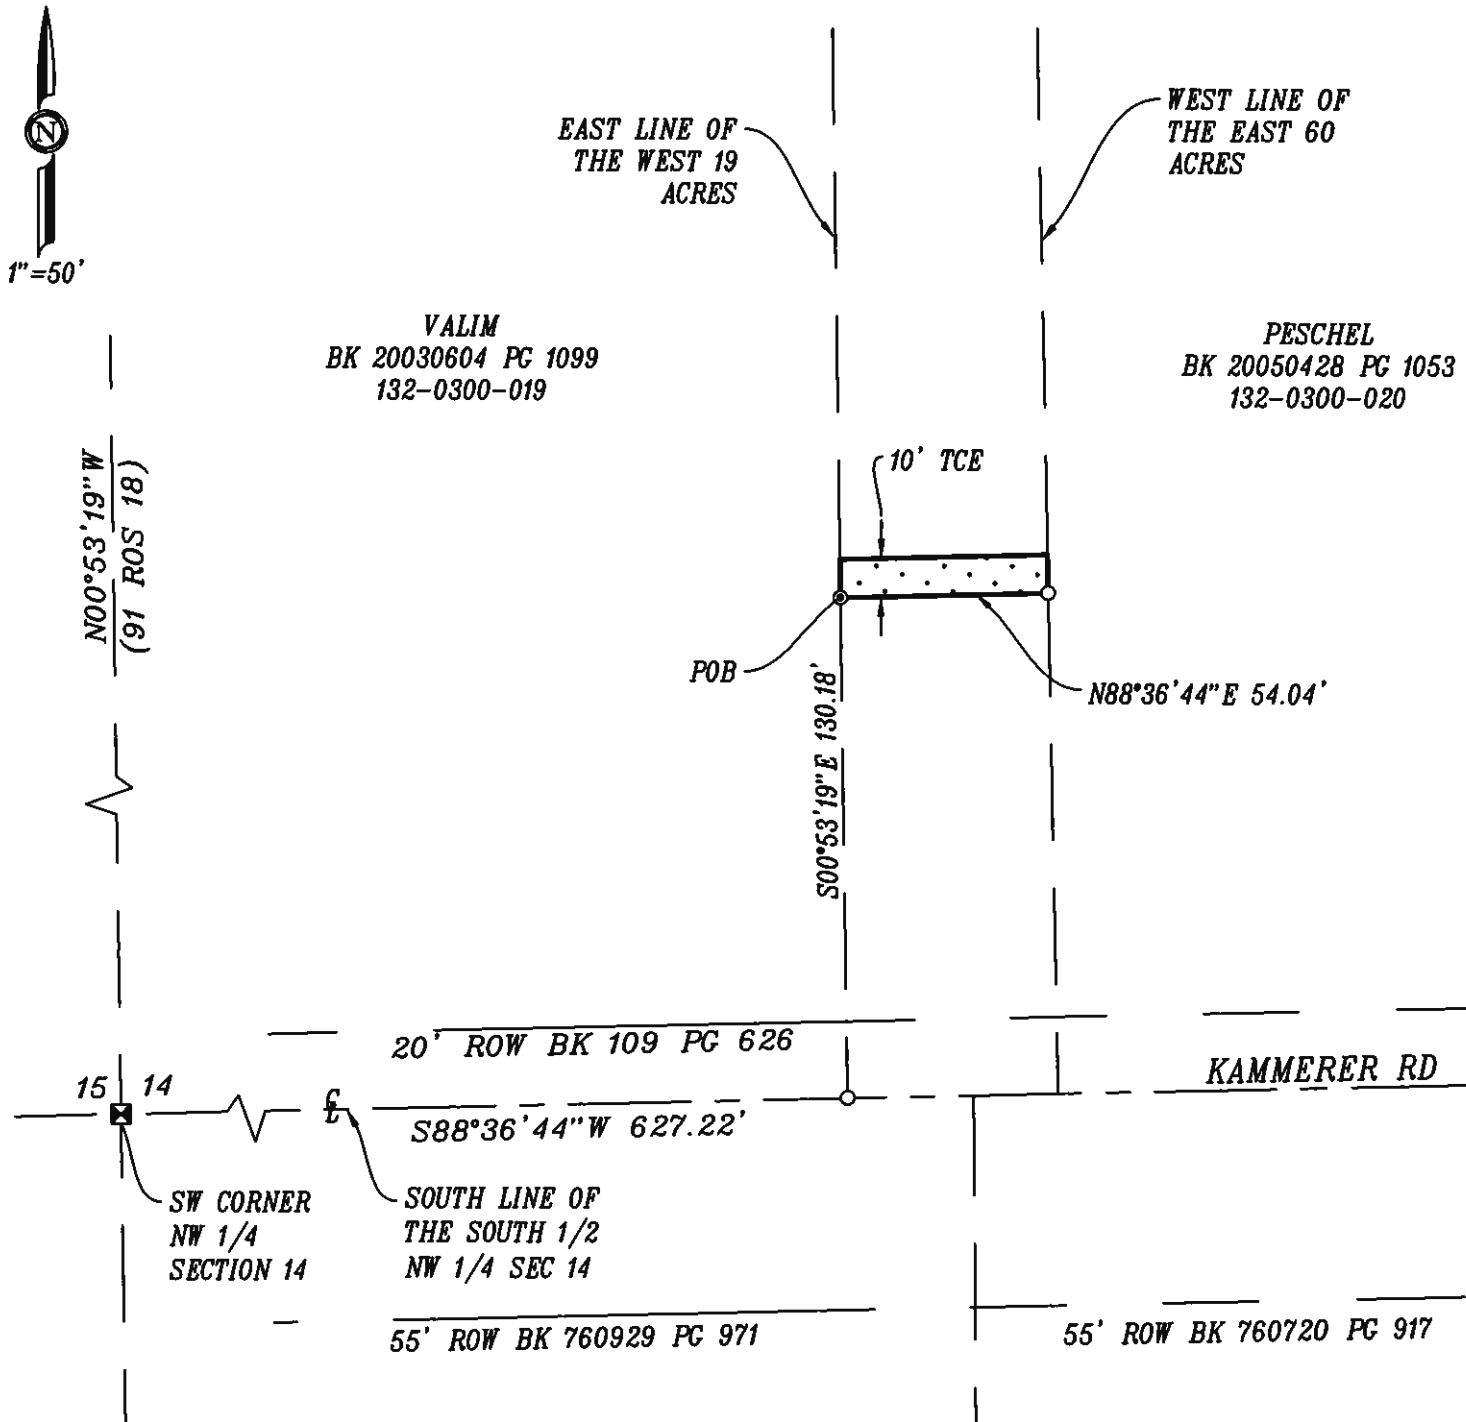 N
1"=50'
EAST LINE OF
THE WEST 19
ACRES
WEST LINE OF
THE EAST 60
ACRES
VALIM
BK 20030604 PG 1099
132-0300-019
PESCHEL
BK 20050428 PG 1053
132-0300-020
N00°53'19"W
(91 ROS 18)
10' TCE
POB
N88°36'44"E 54.04'
S00°53'19"E 130.18'
20' ROW BK 109 PG 626
KAMMERER RD
15 14
CL
S88°36'44"W 627.22'
SW CORNER
NW 1/4
SECTION 14
SOUTH LINE OF
THE SOUTH 1/2
NW 1/4 SEC 14
55' ROW BK 760929 PG 971
55' ROW BK 760720 PG 917